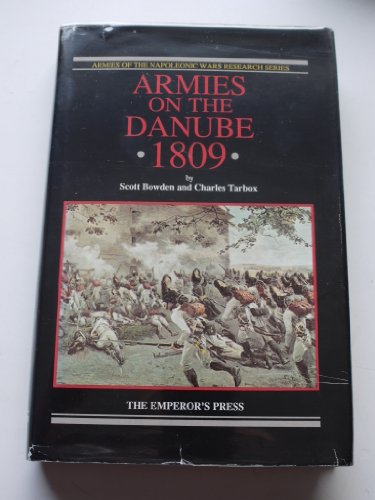 ARMIES OF THE NAPOLEONIC WARS RESEARCH SERIES
ARMIES
ON THE
DANUBE
• 1809 •
by
Scott Bowden and Charles Tarbox
THE EMPEROR'S PRESS